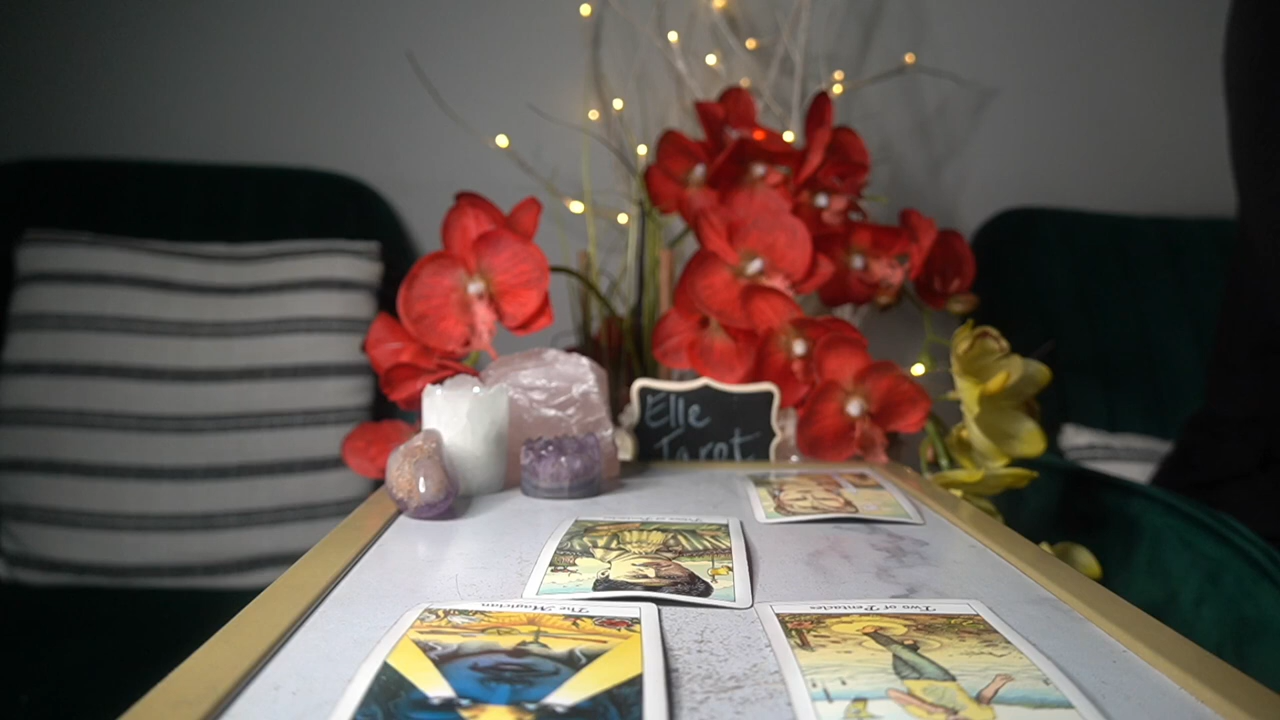 Elle
Tarot
The Magician
Two of Pentacles